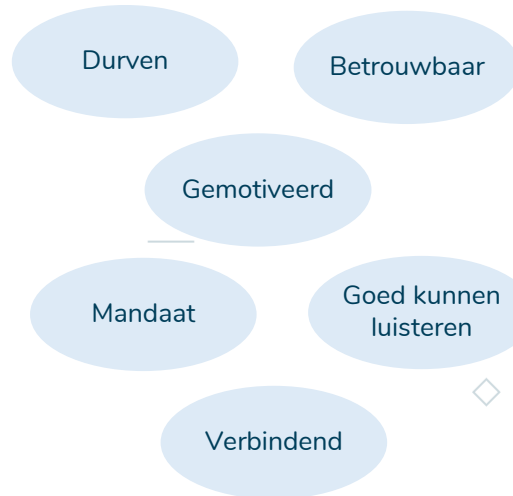 Durven
Betrouwbaar
Gemotiveerd
Mandaat
Goed kunnen
luisteren
Verbindend